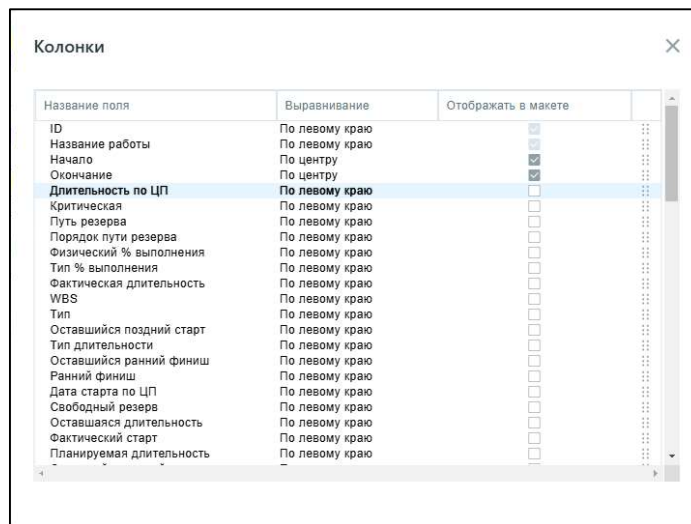 Колонки
Название поля Выравнивание Отображать в макете
ID По левому краю
Название работы По левому краю
Начало По центру
Окончание По центру
Длительность по ЦП По левому краю
Критическая По левому краю
Путь резерва По левому краю
Порядок пути резерва По левому краю
Физический % выполнения По левому краю
Тип % выполнения По левому краю
Фактическая длительность По левому краю
WBS По левому краю
Тип По левому краю
Оставшийся поздний старт По левому краю
Тип длительности По левому краю
Оставшийся ранний финиш По левому краю
Ранний финиш По левому краю
Дата старта по ЦП По левому краю
Свободный резерв По левому краю
Оставшаяся длительность По левому краю
Фактический старт По левому краю
Планируемая длительность По левому краю